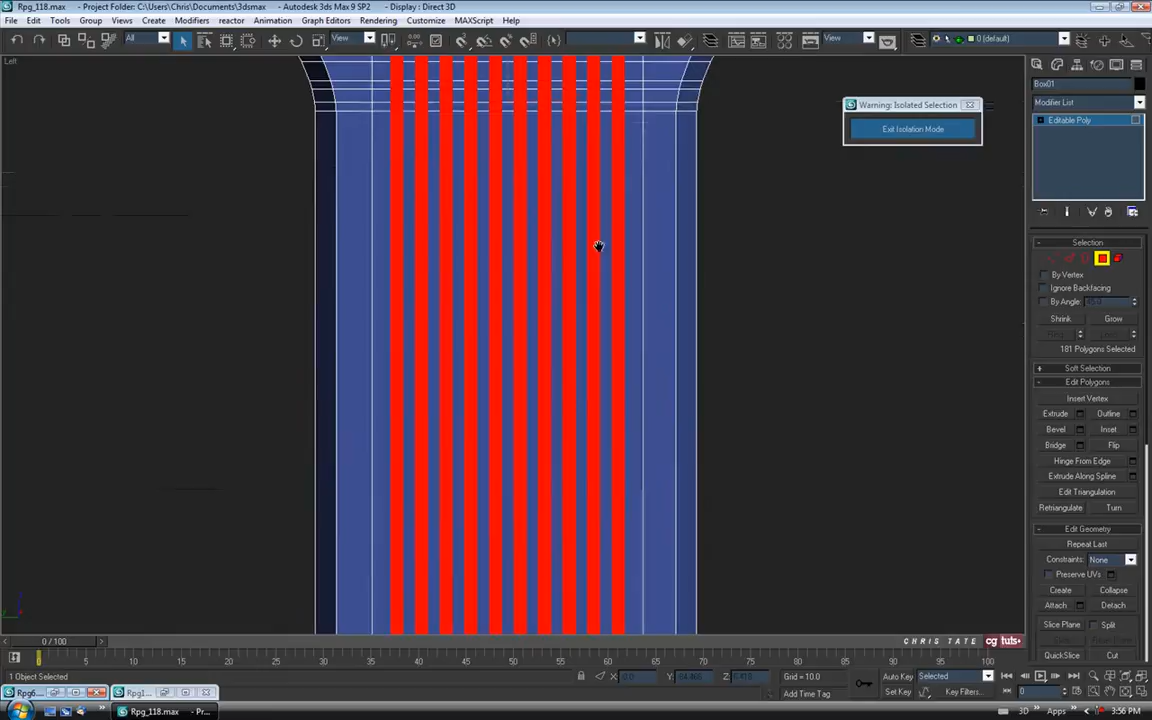 Rpg_118.max - Project Folder: C:\Users\Chris\Documents\3dsmax - Autodesk 3ds Max 9 SP2 - Display : Direct 3D
File Edit Tools Group Views Create Modifiers reactor Animation Graph Editors Rendering Customize MAXScript Help
All View View 0 (default)
Left
Warning: Isolated Selection
Exit Isolation Mode
Box01
Modifier List
Editable Poly
- Selection
By Vertex
Ignore Backfacing
By Angle:
Shrink Grow
181 Polygons Selected
+ Soft Selection
- Edit Polygons
Insert Vertex
Extrude Outline
Bevel Inset
Bridge Flip
Hinge From Edge
Extrude Along Spline
Edit Triangulation
Retriangulate Turn
- Edit Geometry
Repeat Last
Constraints: None
Preserve UVs
Create Collapse
Attach Detach
Slice Plane Split
QuickSlice Cut
0 / 100
CHRIS TATE cg tuts+
0 5 10 15 20 25 30 35 40 45 50 55 60 65 70 75 80 85 90 95 100
1 Object Selected X: Y: Z: Grid = 10.0 Auto Key Selected
Add Time Tag Set Key Key Filters... 0
Rpg6... Rpg1...
Rpg_118.max - Pr... 3D Apps 3:56 PM